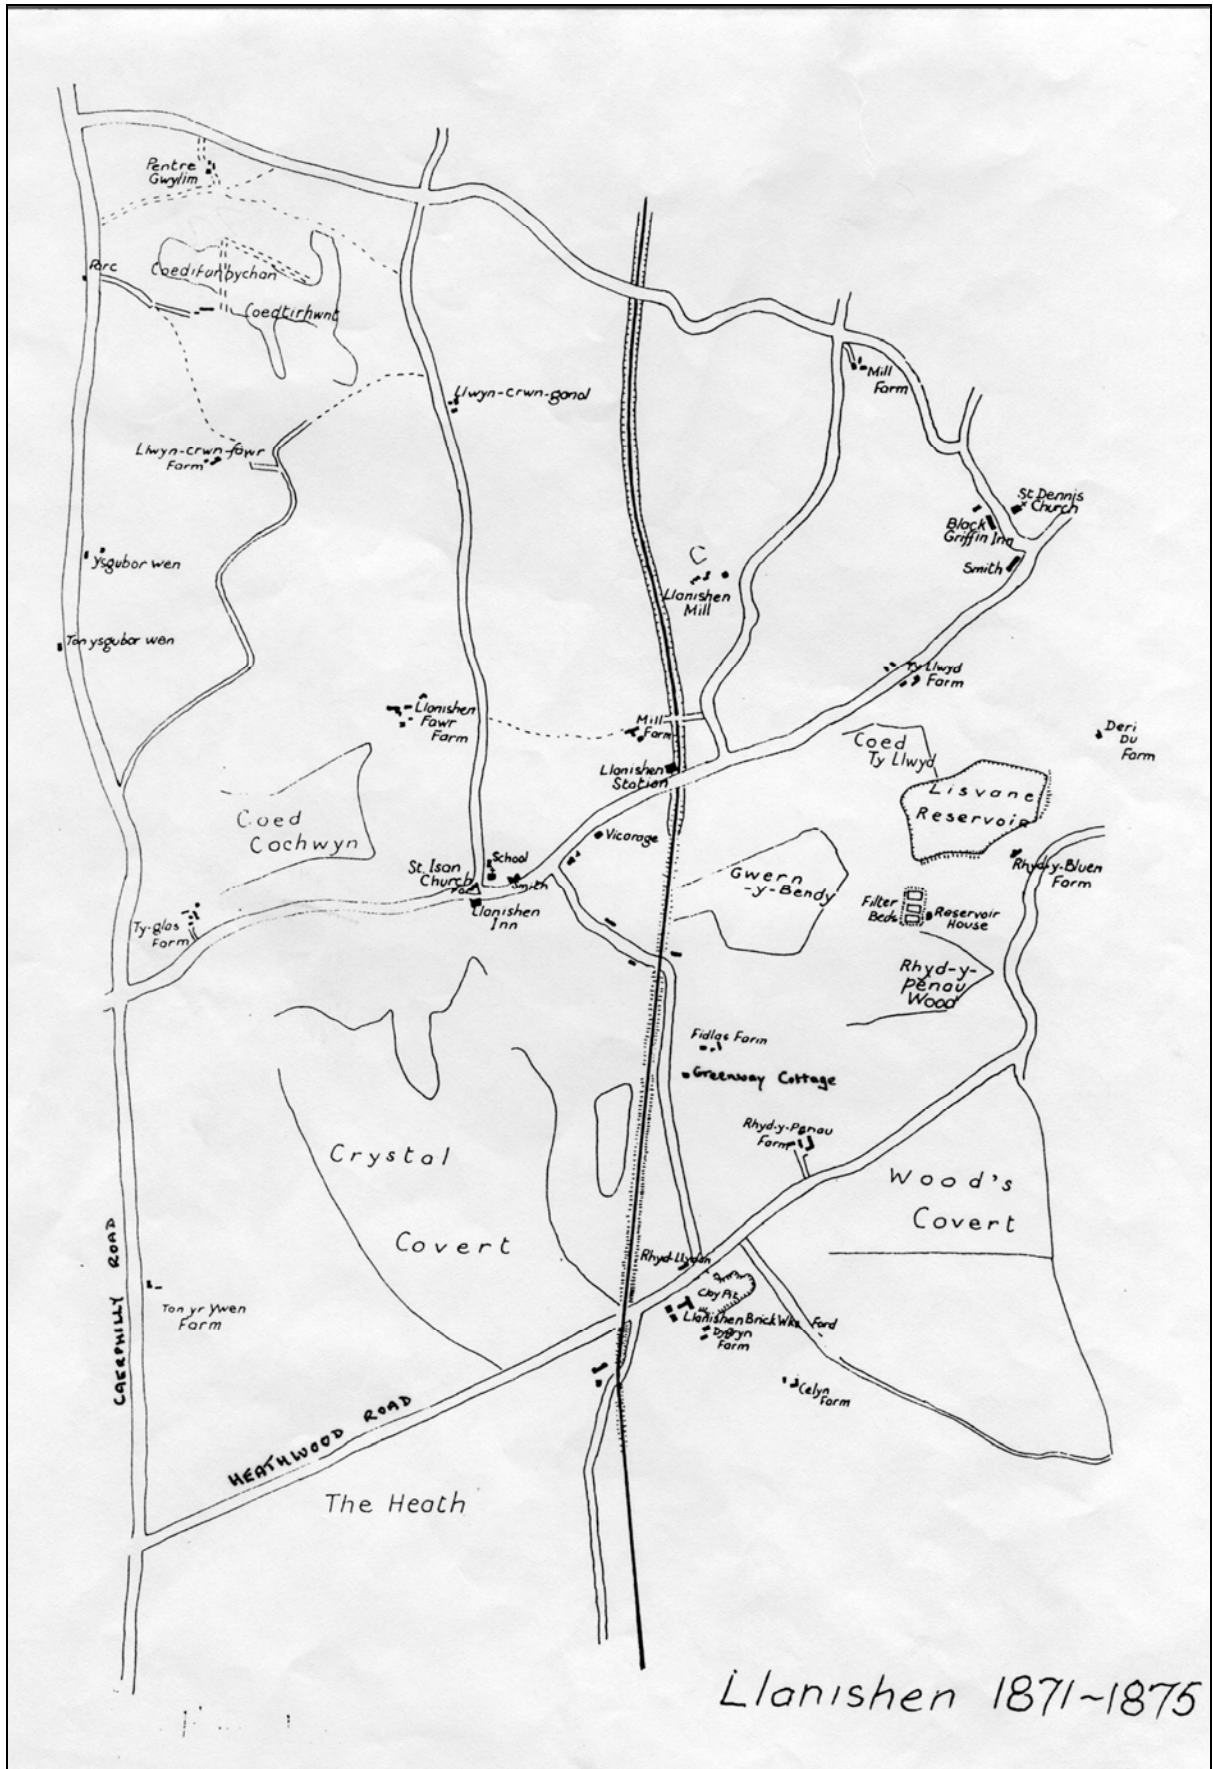 Pentre
Gwylim
Parc
Coedifanbychan
Coedtirhwnt
Llwyn-crwn-ganol
Mill
Farm
Llwyn-crwn-fawr
Farm
St Dennis
Church
Black
Griffin Inn
Smith
Ysgubor wen
Llanishen
Mill
Ton ysgubor wen
Ty Llwyd
Farm
Llanishen
Fawr
Farm
Mill
Farm
Coed
Ty Llwyd
Deri
Du
Farm
Llanishen
Station
Lisvane
Reservoir
Coed
Cochwyn
Vicarage
School
St. Isan
Church
Smith
Llanishen
Inn
Gwern
-y-Bendy
Rhyd-y-Bluen
Farm
Filter
Beds
Reservoir
House
Ty-glas
Farm
Rhyd-y-
penau
Wood
Fidlas Farm
Greenway Cottage
Rhyd-y-Penau
Farm
Crystal
Covert
Wood's
Covert
CAERPHILLY ROAD
Rhyd-Llydan
Clay Pit
Llanishen Brick Wks
Ford
Farm
Ton yr Ywen
Farm
Celyn
Farm
HEATHWOOD ROAD
The Heath
Llanishen 1871~1875